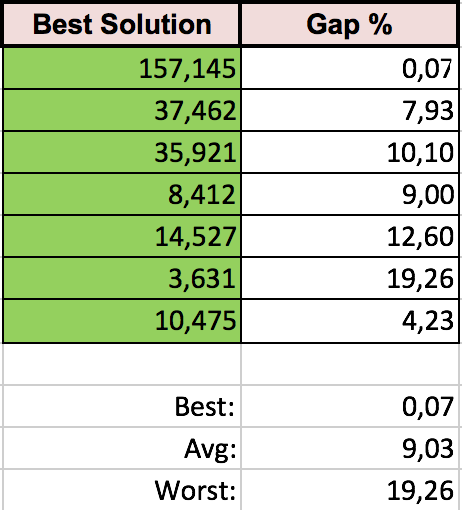 Best Solution Gap %
157,145 0,07
37,462 7,93
35,921 10,10
8,412 9,00
14,527 12,60
3,631 19,26
10,475 4,23
Best: 0,07
Avg: 9,03
Worst: 19,26